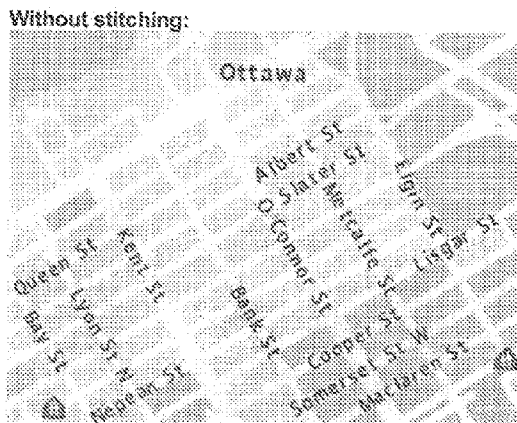 Without stitching:
Ottawa
Albert St
Slater St
Elgin St
Metcalfe St
O Connor St
Lisgar St
Kent St
Queen St
Lyon St N
Bay St
Bank St
Cooper St
Somerset St W
Maclaren St
Nepean St